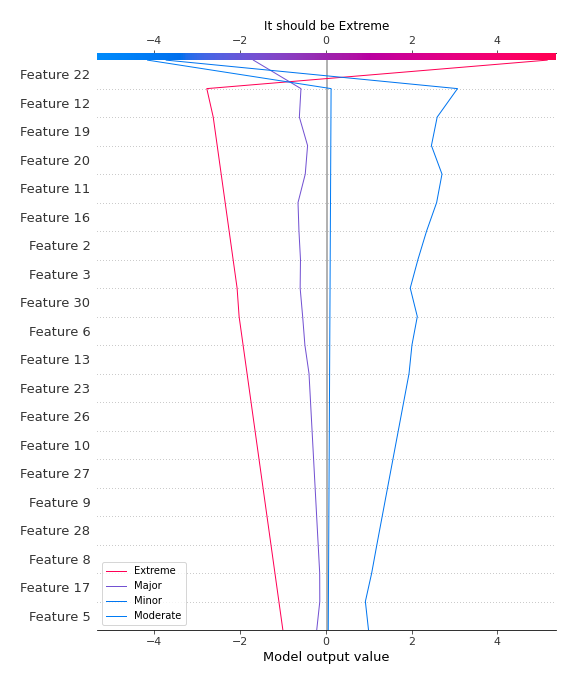 It should be Extreme
−4 −2 0 2 4
Feature 22
Feature 12
Feature 19
Feature 20
Feature 11
Feature 16
Feature 2
Feature 3
Feature 30
Feature 6
Feature 13
Feature 23
Feature 26
Feature 10
Feature 27
Feature 9
Feature 28
Feature 8
Feature 17
Feature 5
Extreme
Major
Minor
Moderate
−4 −2 0 2 4
Model output value